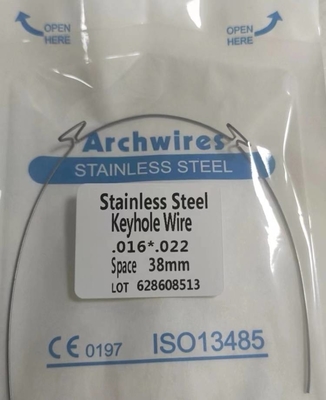 OPEN
HERE
OPEN
HERE
Archwires
STAINLESS STEEL
Stainless Steel
Keyhole Wire
.016*.022
Space 38mm
LOT 628608513
CE 0197 ISO13485